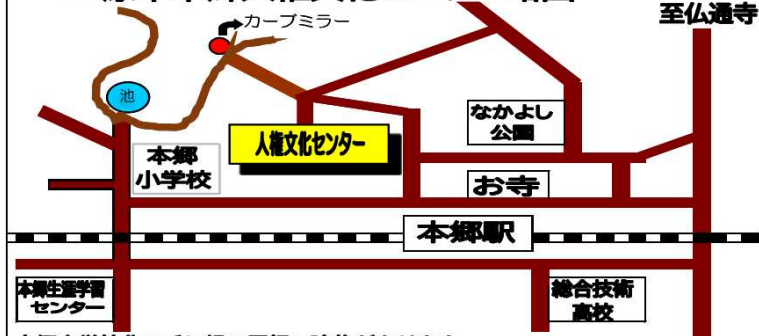 至仏通寺
カーブミラー
池
なかよし
公園
人権文化センター
本郷
小学校
お寺
本郷駅
本郷生涯学習
センター
総合技術
高校